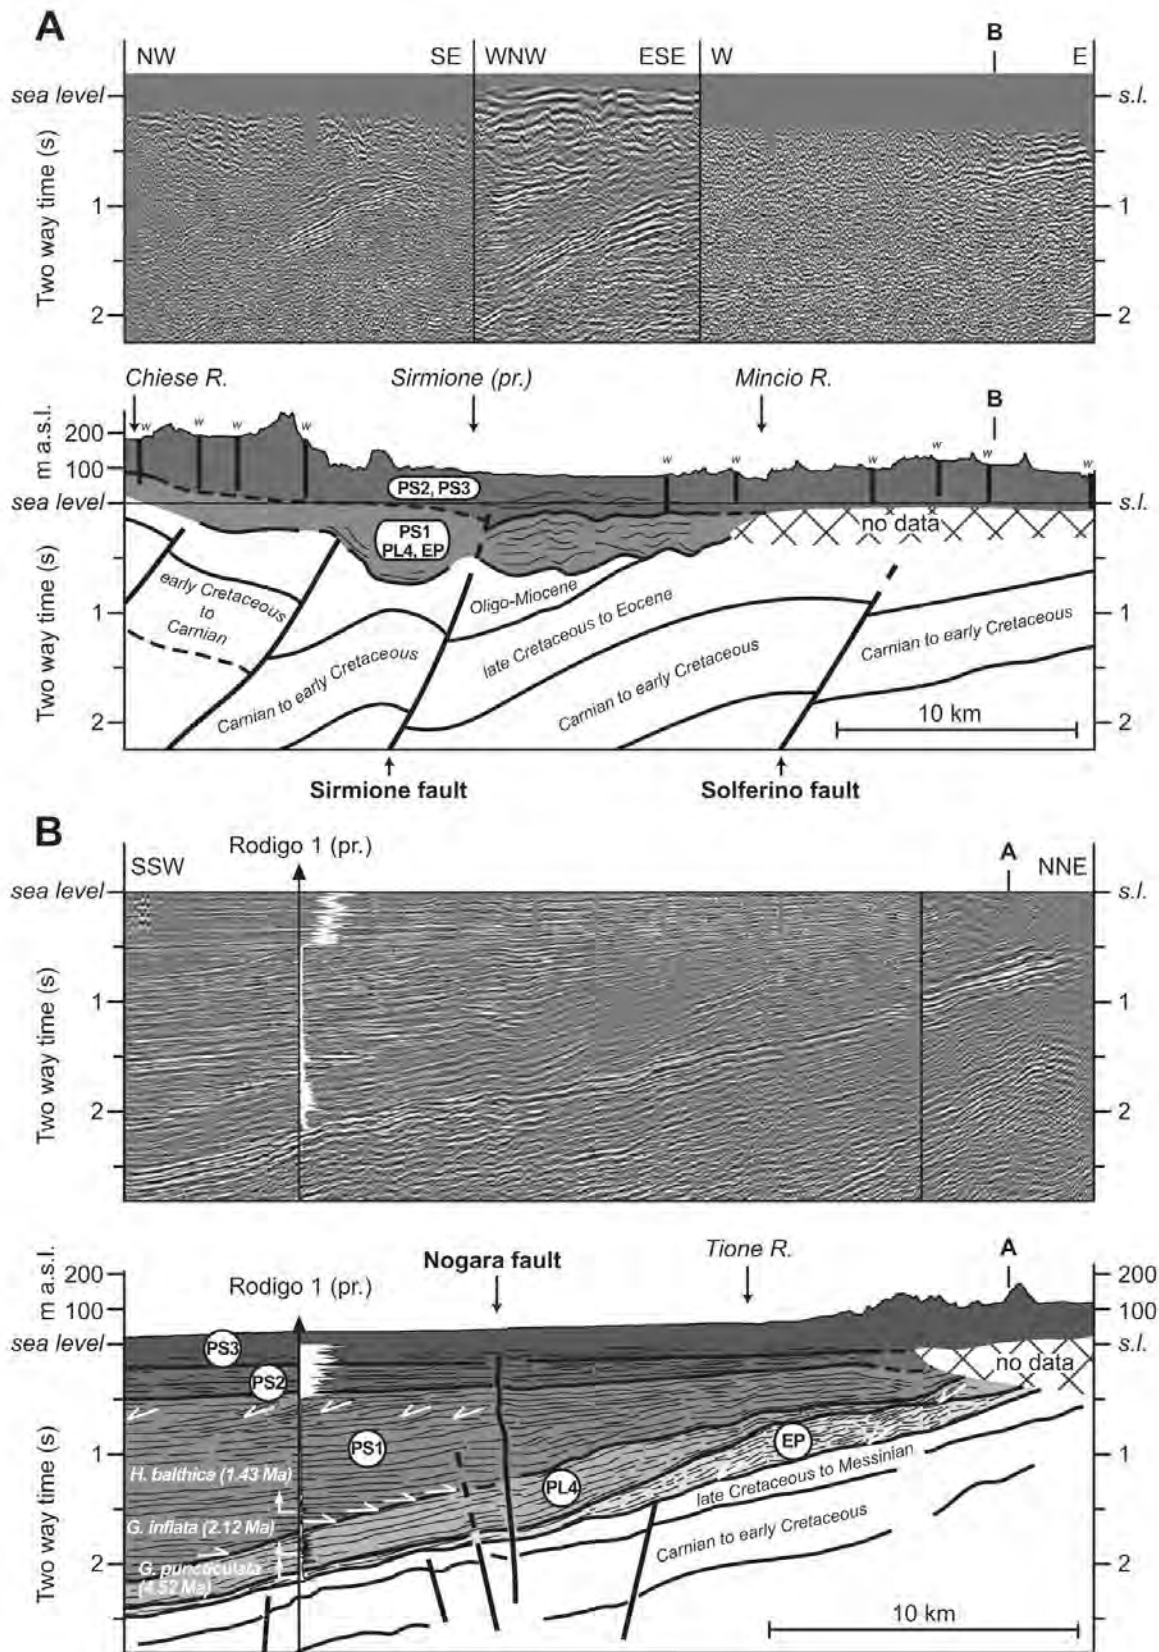 A
NW SE WNW ESE W B E
sea level s.l.
Two way time (s)
1 1
2 2
Chiese R. Sirmione (pr.) Mincio R. B
m a.s.l.
200
100
w w w w w w w w w w
sea level s.l.
PS2, PS3
PS1
PL4, EP
no data
Two way time (s)
early Cretaceous
to
Carnian
Oligo-Miocene
late Cretaceous to Eocene
Carnian to early Cretaceous
Carnian to early Cretaceous
Carnian to early Cretaceous
1 1
2 2
10 km
Sirmione fault Solferino fault
B
SSW Rodigo 1 (pr.) A NNE
sea level s.l.
Two way time (s)
1 1
2 2
m a.s.l.
Nogara fault Tione R. A
200 200
100 100
Rodigo 1 (pr.)
sea level s.l.
PS3
PS2
no data
Two way time (s)
PS1
EP
PL4
1 1
H. balthica (1.43 Ma)
G. inflata (2.12 Ma)
G. puncticulata
(4.52 Ma)
late Cretaceous to Messinian
Carnian to early Cretaceous
2 2
10 km